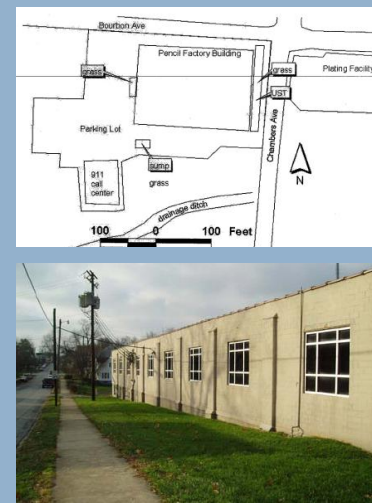 Bourbon Ave
Pencil Factory Building
grass
grass
Plating Facility
UST
Parking Lot
Chambers Ave
sump
911
call
center
grass
N
drainage ditch
100 0 100 Feet